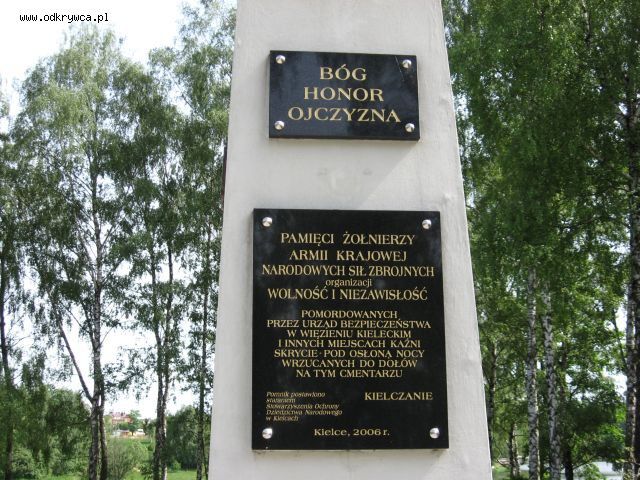 www.odkrywca.pl
BÓG
HONOR
OJCZYZNA
PAMIĘCI ŻOŁNIERZY
ARMII KRAJOWEJ
NARODOWYCH SIŁ ZBROJNYCH
organizacji
WOLNOŚĆ I NIEZAWISŁOŚĆ
POMORDOWANYCH
PRZEZ URZĄD BEZPIECZEŃSTWA
W WIĘZIENIU KIELECKIM
I INNYCH MIEJSCACH KAŹNI
SKRYCIE POD OSŁONĄ NOCY
WRZUCANYCH DO DOŁÓW
NA TYM CMENTARZU
KIELCZANIE
Pomnik postawiono
staraniem
Stowarzyszenia Ochrony
Dziedzictwa Narodowego
w Kielcach
Kielce, 2006 r.